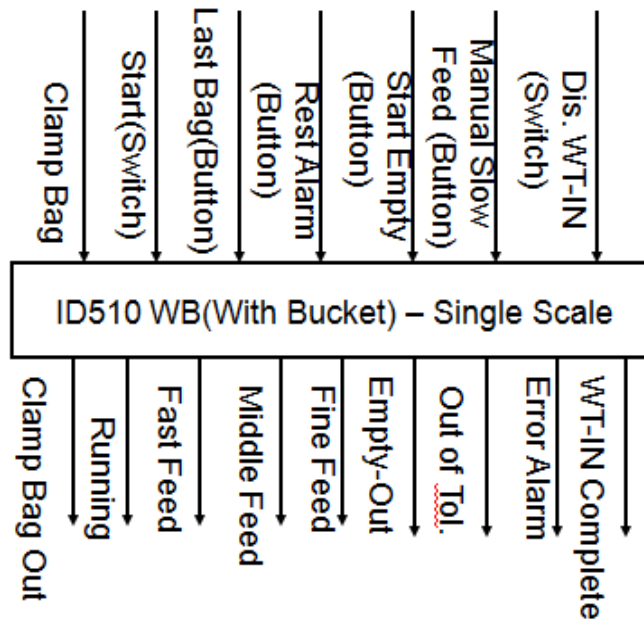 Clamp Bag
Start(Switch)
Last Bag(Button)
Rest Alarm
(Button)
Start Empty
(Button)
Manual Slow
Feed (Button)
Dis. WT-IN
(Switch)
ID510 WB(With Bucket) – Single Scale
Clamp Bag Out
Running
Fast Feed
Middle Feed
Fine Feed
Empty-Out
Out of Tol.
Error Alarm
WT-IN Complete